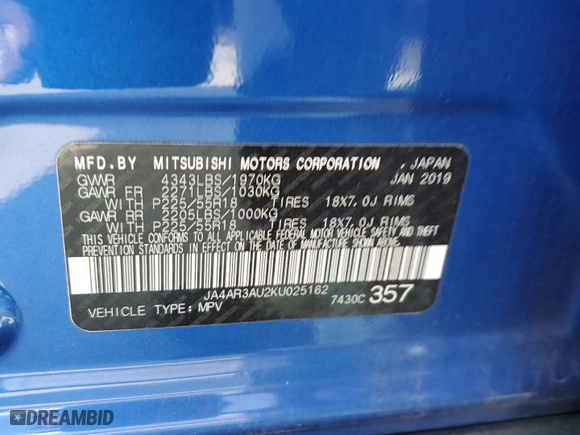 MFD.BY MITSUBISHI MOTORS CORPORATION , JAPAN
GVWR 4343LBS/1970KG JAN 2019
GAWR FR 2271LBS/1030KG
WITH P225/55R18 TIRES 18X7.0J RIMS
GAWR RR 2205LBS/1000KG
WITH P225/55R18 TIRES 18X7.0J RIMS
THIS VEHICLE CONFORMS TO ALL APPLICABLE FEDERAL MOTOR VEHICLE SAFETY AND THEFT
PREVENTION STANDARDS IN EFFECT ON THE DATE OF MANUFACTURE SHOWN ABOVE.
JA4AR3AU2KU025162
VEHICLE TYPE: MPV 7430C 357
DREAMBID